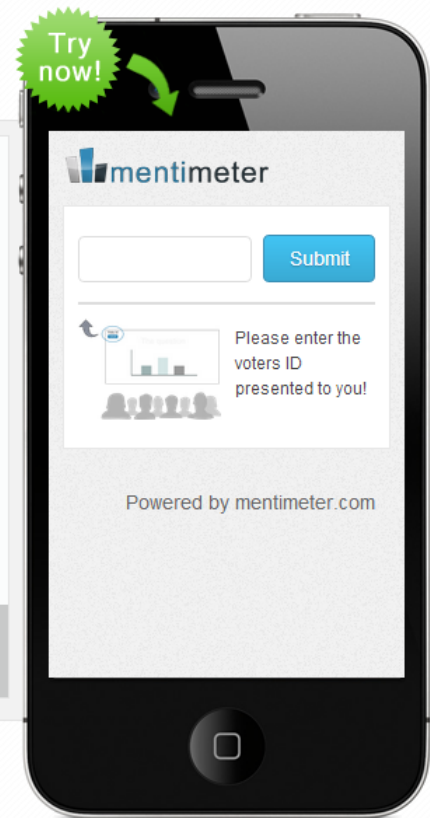 Try
now!
mentimeter
Submit
Please enter the
voters ID
presented to you!
Powered by mentimeter.com